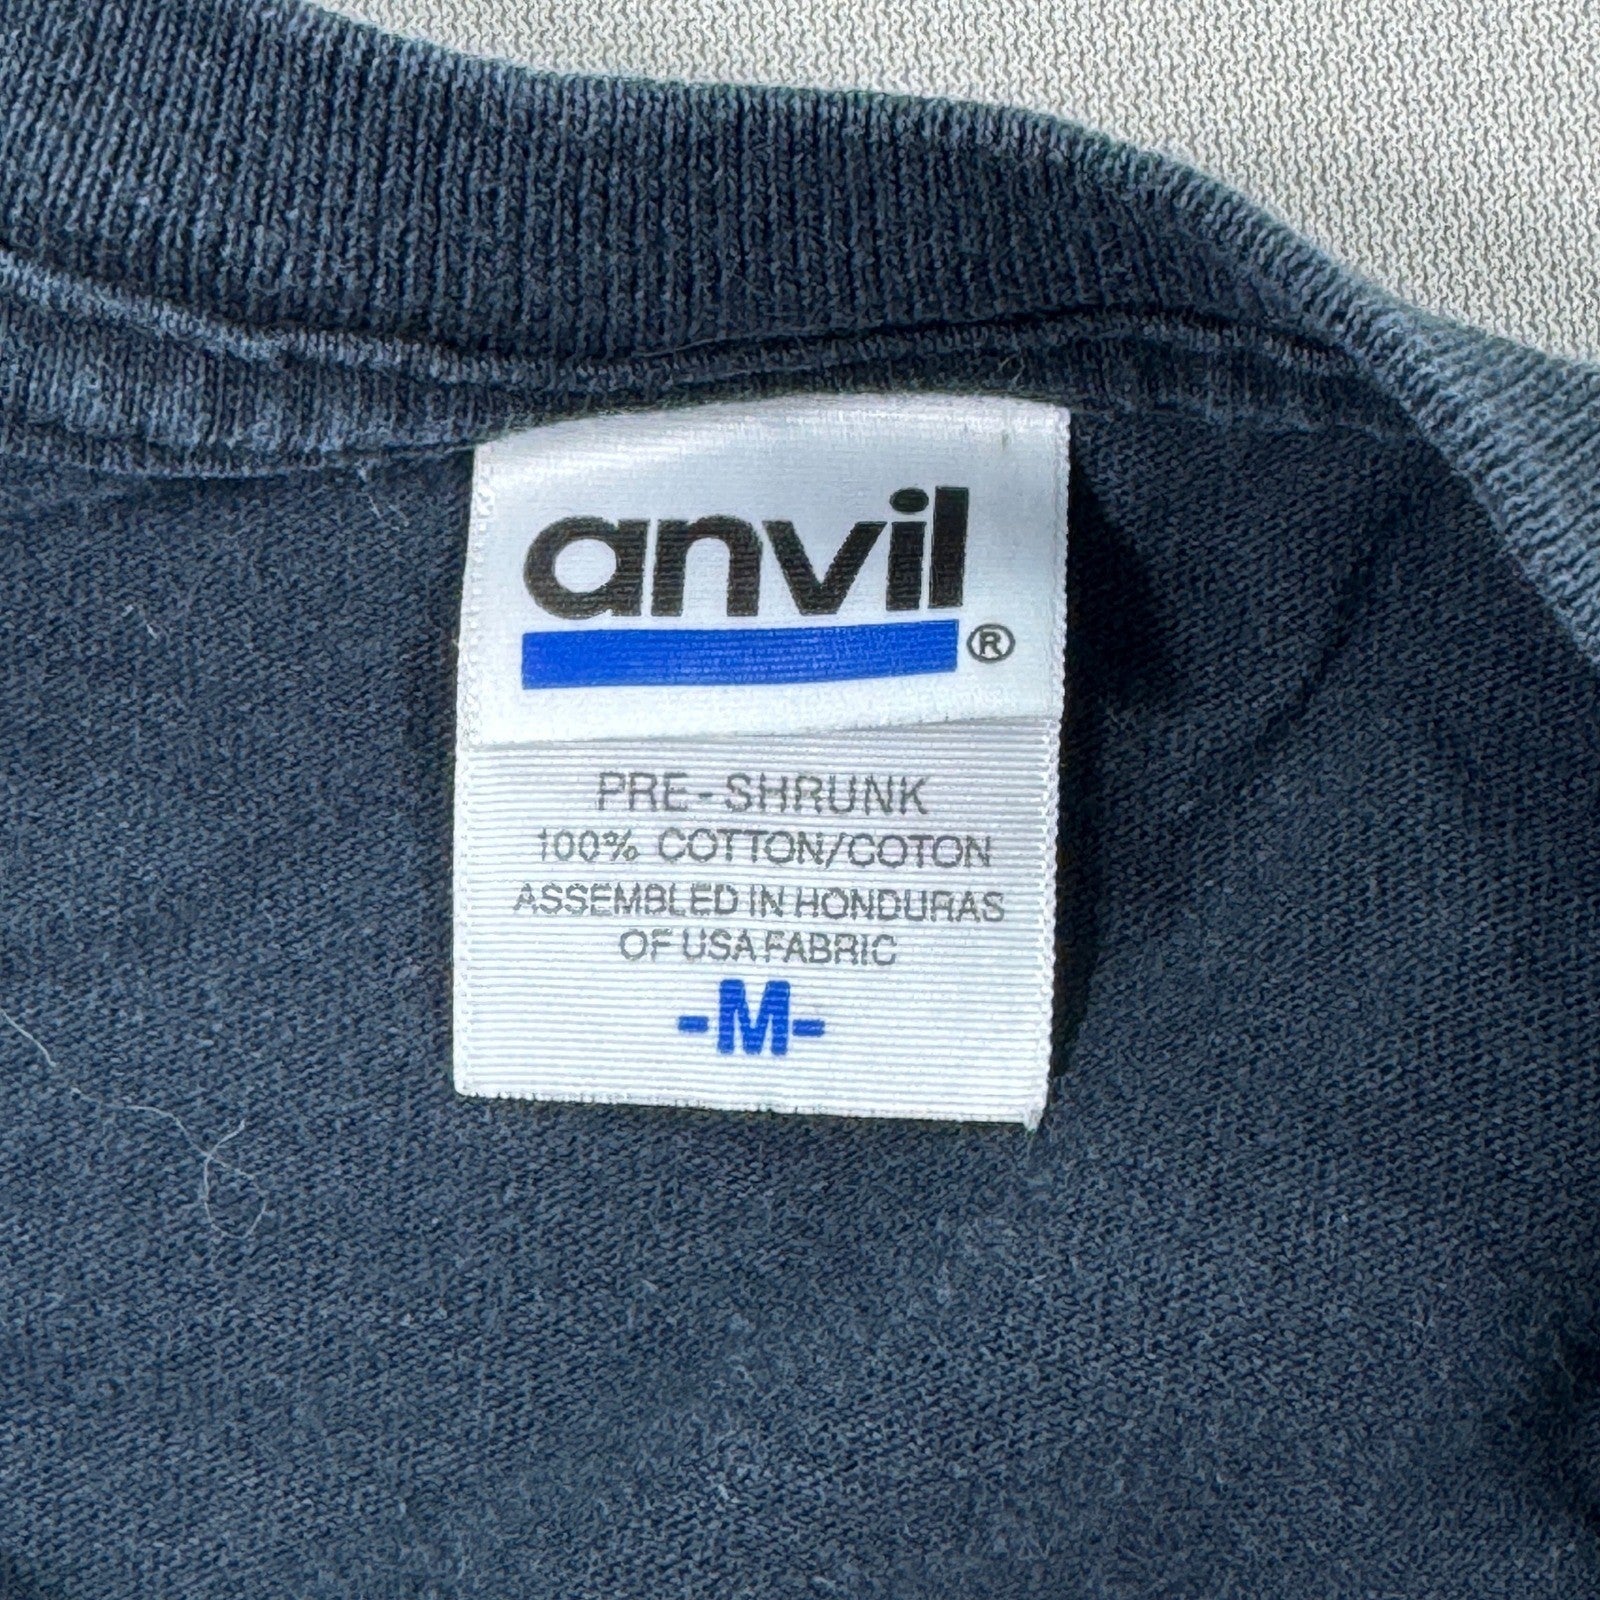 anvil®
PRE-SHRUNK
100% COTTON/COTON
ASSEMBLED IN HONDURAS
OF USA FABRIC
-M-